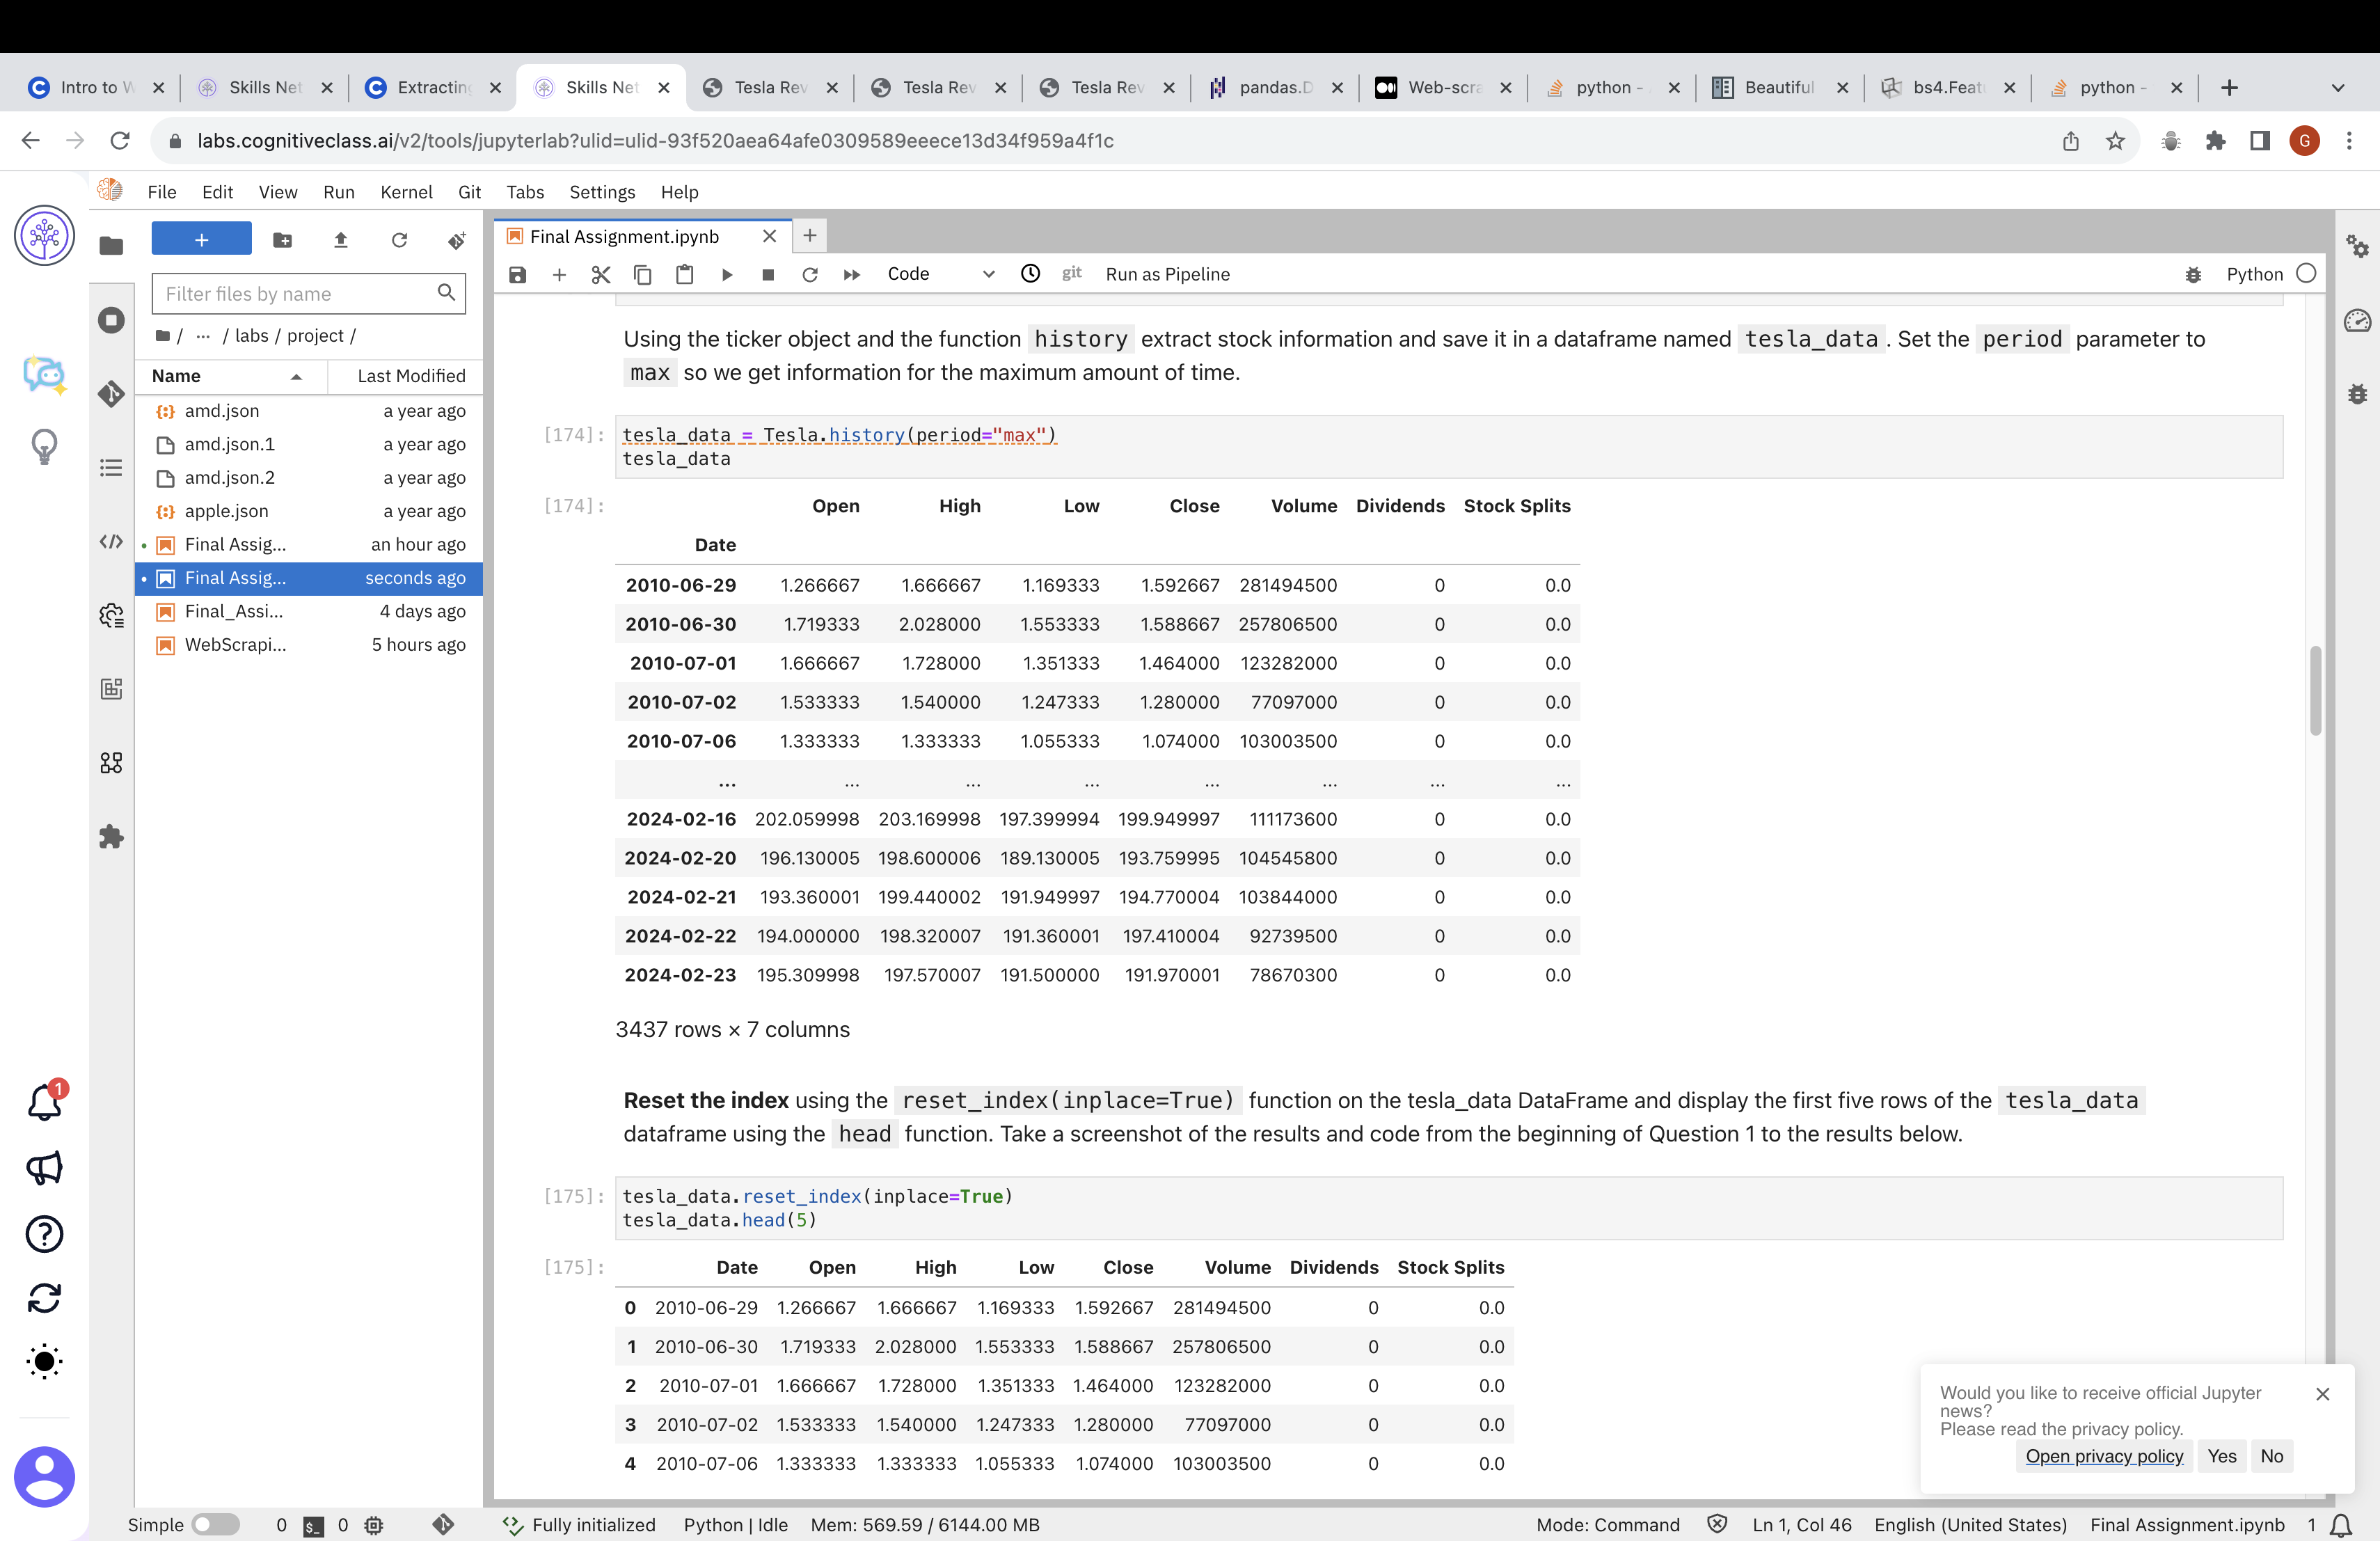 Intro to W
Skills Net
Extracting
Skills Net
Tesla Rev
Tesla Rev
Tesla Rev
pandas.D
Web-scra
python -
Beautiful
bs4.Feat
python -
labs.cognitiveclass.ai/v2/tools/jupyterlab?ulid=ulid-93f520aea64afe0309589eeece13d34f959a4f1c
G
File Edit View Run Kernel Git Tabs Settings Help
Final Assignment.ipynb
Code git Run as Pipeline Python
Filter files by name
/ ... / labs / project /
Name Last Modified
amd.json a year ago
amd.json.1 a year ago
amd.json.2 a year ago
apple.json a year ago
Final Assig... an hour ago
Final Assig... seconds ago
Final_Assi... 4 days ago
WebScrapi... 5 hours ago
Using the ticker object and the function history extract stock information and save it in a dataframe named tesla_data. Set the period parameter to
max so we get information for the maximum amount of time.
[174]: tesla_data = Tesla.history(period="max")
tesla_data
[174]: Open High Low Close Volume Dividends Stock Splits
Date
2010-06-29 1.266667 1.666667 1.169333 1.592667 281494500 0 0.0
2010-06-30 1.719333 2.028000 1.553333 1.588667 257806500 0 0.0
2010-07-01 1.666667 1.728000 1.351333 1.464000 123282000 0 0.0
2010-07-02 1.533333 1.540000 1.247333 1.280000 77097000 0 0.0
2010-07-06 1.333333 1.333333 1.055333 1.074000 103003500 0 0.0
... ... ... ... ... ... ... ...
2024-02-16 202.059998 203.169998 197.399994 199.949997 111173600 0 0.0
2024-02-20 196.130005 198.600006 189.130005 193.759995 104545800 0 0.0
2024-02-21 193.360001 199.440002 191.949997 194.770004 103844000 0 0.0
2024-02-22 194.000000 198.320007 191.360001 197.410004 92739500 0 0.0
2024-02-23 195.309998 197.570007 191.500000 191.970001 78670300 0 0.0
3437 rows × 7 columns
Reset the index using the reset_index(inplace=True) function on the tesla_data DataFrame and display the first five rows of the tesla_data
dataframe using the head function. Take a screenshot of the results and code from the beginning of Question 1 to the results below.
[175]: tesla_data.reset_index(inplace=True)
tesla_data.head(5)
[175]: Date Open High Low Close Volume Dividends Stock Splits
0 2010-06-29 1.266667 1.666667 1.169333 1.592667 281494500 0 0.0
1 2010-06-30 1.719333 2.028000 1.553333 1.588667 257806500 0 0.0
2 2010-07-01 1.666667 1.728000 1.351333 1.464000 123282000 0 0.0
3 2010-07-02 1.533333 1.540000 1.247333 1.280000 77097000 0 0.0
4 2010-07-06 1.333333 1.333333 1.055333 1.074000 103003500 0 0.0
1
Would you like to receive official Jupyter
news?
Please read the privacy policy.
Open privacy policy Yes No
Simple 0 $_ 0 Fully initialized Python | Idle Mem: 569.59 / 6144.00 MB Mode: Command Ln 1, Col 46 English (United States) Final Assignment.ipynb 1